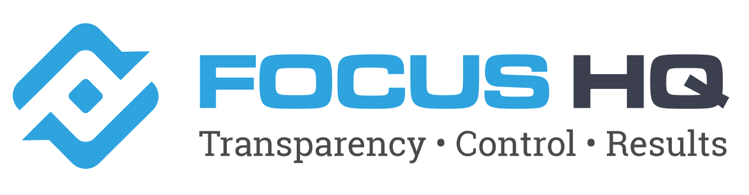 FOCUS HQ
Transparency • Control • Results